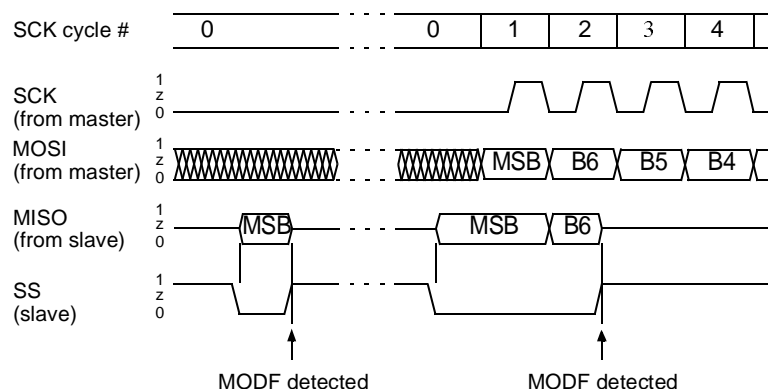 SCK cycle # 0 0 1 2 3 4
SCK
(from master)
1
z
0
MOSI
(from master)
1
z
0
MSB B6 B5 B4
MISO
(from slave)
1
z
0
MSB MSB B6
SS
(slave)
1
z
0
MODF detected MODF detected